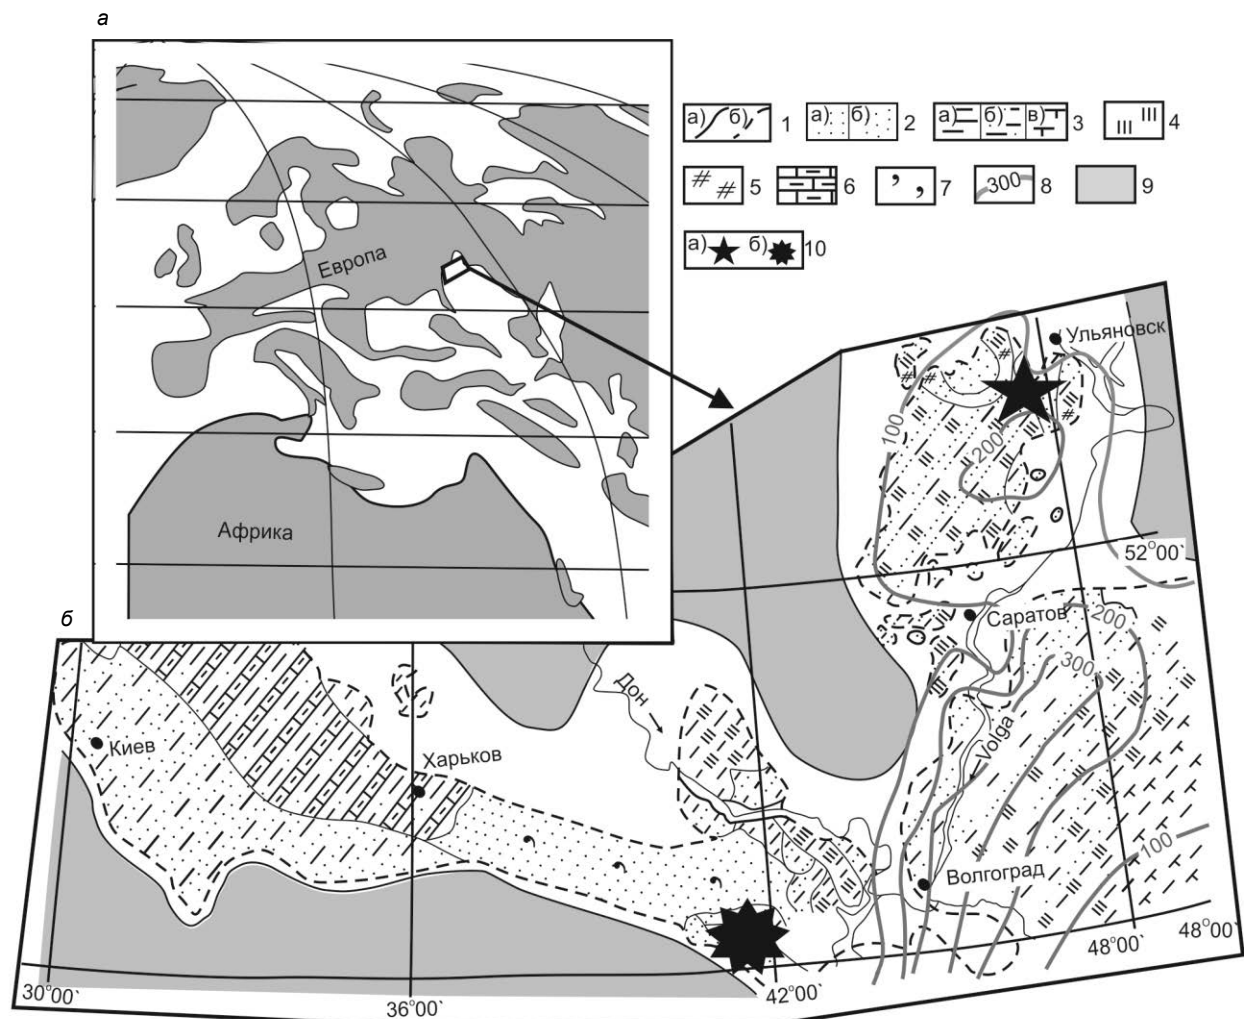 а
а) б) 1
а) б) 2
а) б) в) 3
4
5
6
7
300 8
9
а) б) 10
Европа
Африка
Ульяновск
100
200
52°00`
б
Саратов
200
300
Дон
Volga
Киев
Харьков
100
Волгоград
48°00`
48°00`
42°00`
36°00`
30°00`